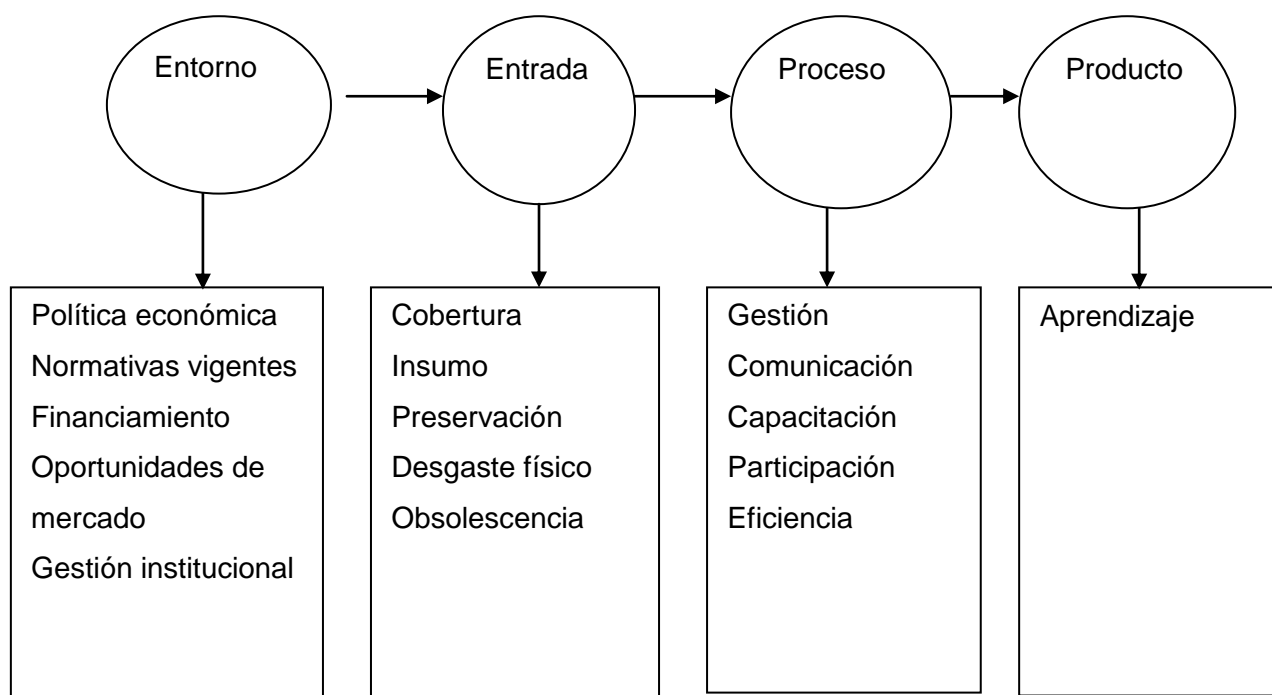 Entorno
Entrada
Proceso
Producto
Política económica
Normativas vigentes
Financiamiento
Oportunidades de
mercado
Gestión institucional
Cobertura
Insumo
Preservación
Desgaste físico
Obsolescencia
Gestión
Comunicación
Capacitación
Participación
Eficiencia
Aprendizaje